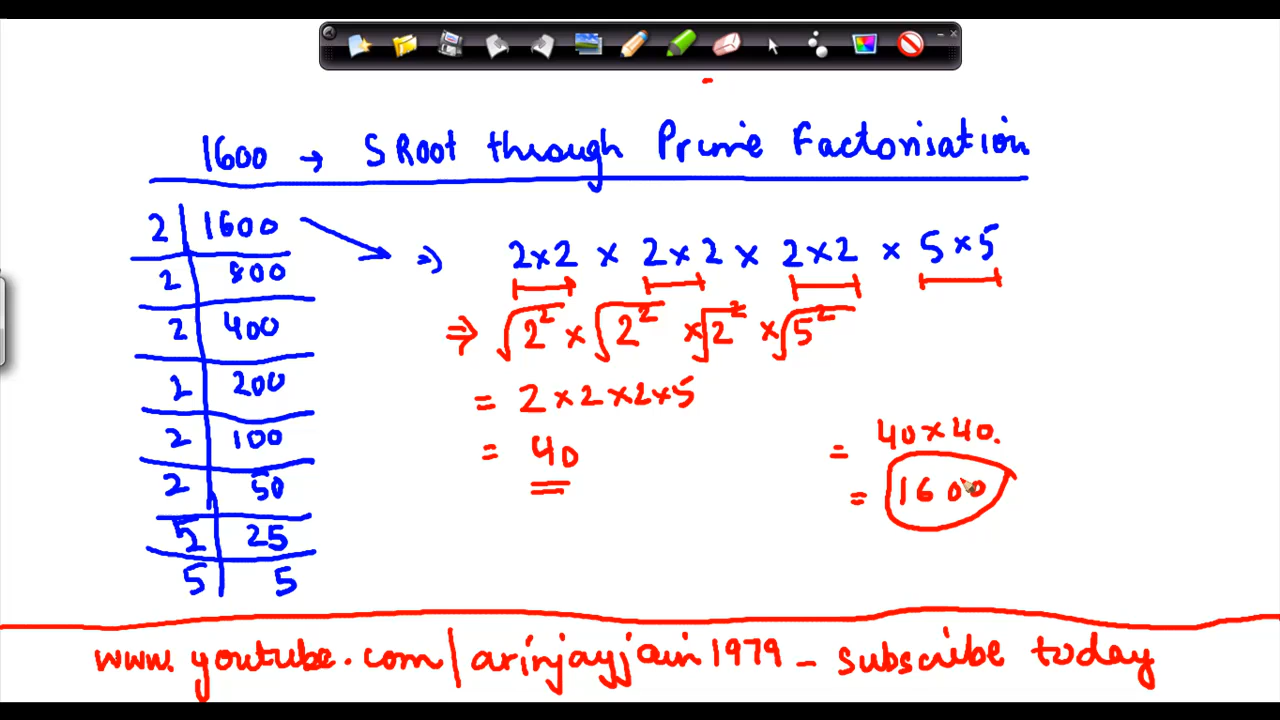 1600 → S Root through Prime Factorisation
2 | 1600
2 | 800
2 | 400
2 | 200
2 | 100
2 | 50
5 | 25
5 | 5
⇒ 2×2 × 2×2 × 2×2 × 5×5
⇒ √2² × √2² × √2² × √5²
= 2×2×2×5
= 40
= 40×40.
= 1600
www.youtube.com/arinjayjain1979 - subscribe today